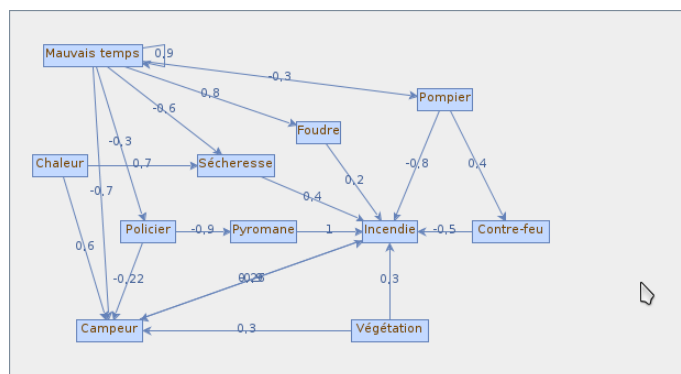 Mauvais temps
0,9
-0,3
0,8
-0,6
Pompier
Foudre
-0,3
Chaleur
0,7
Sécheresse
-0,8
0,4
-0,7
0,2
0,4
Policier
-0,9
Pyromane
1
Incendie
-0,5
Contre-feu
0,6
-0,22
0,3
Campeur
0,3
Végétation